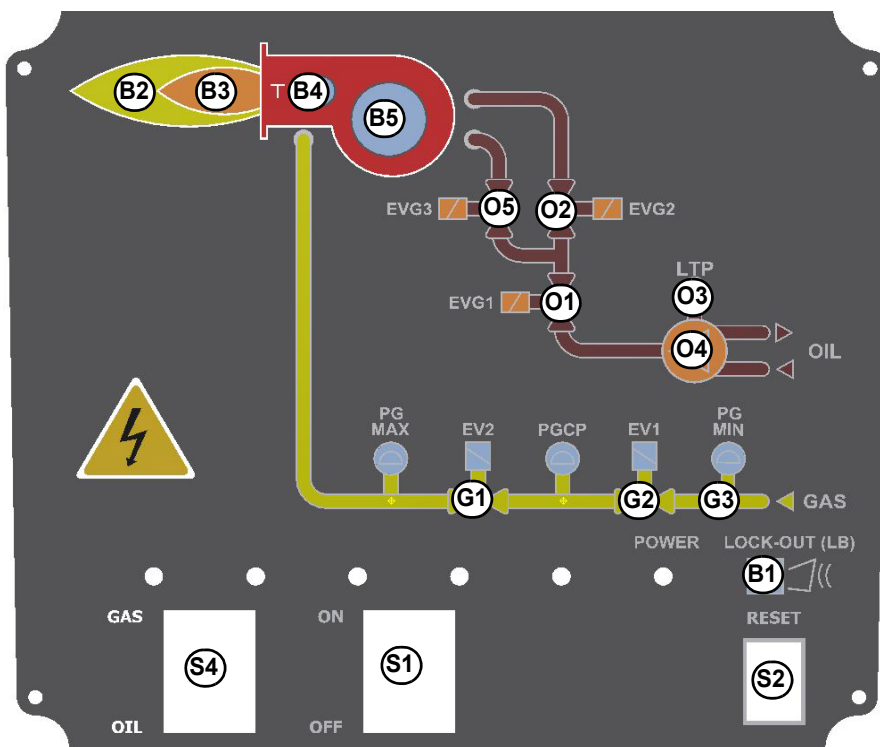 B2 B3 T B4
B5
EVG3 O5 O2 EVG2
LTP
EVG1 O1 O3
O4 OIL
PG
MAX EV2 PGCP EV1 PG
MIN
G1 G2 G3 GAS
POWER LOCK-OUT (LB)
B1
GAS ON RESET
S4 S1 S2
OIL OFF